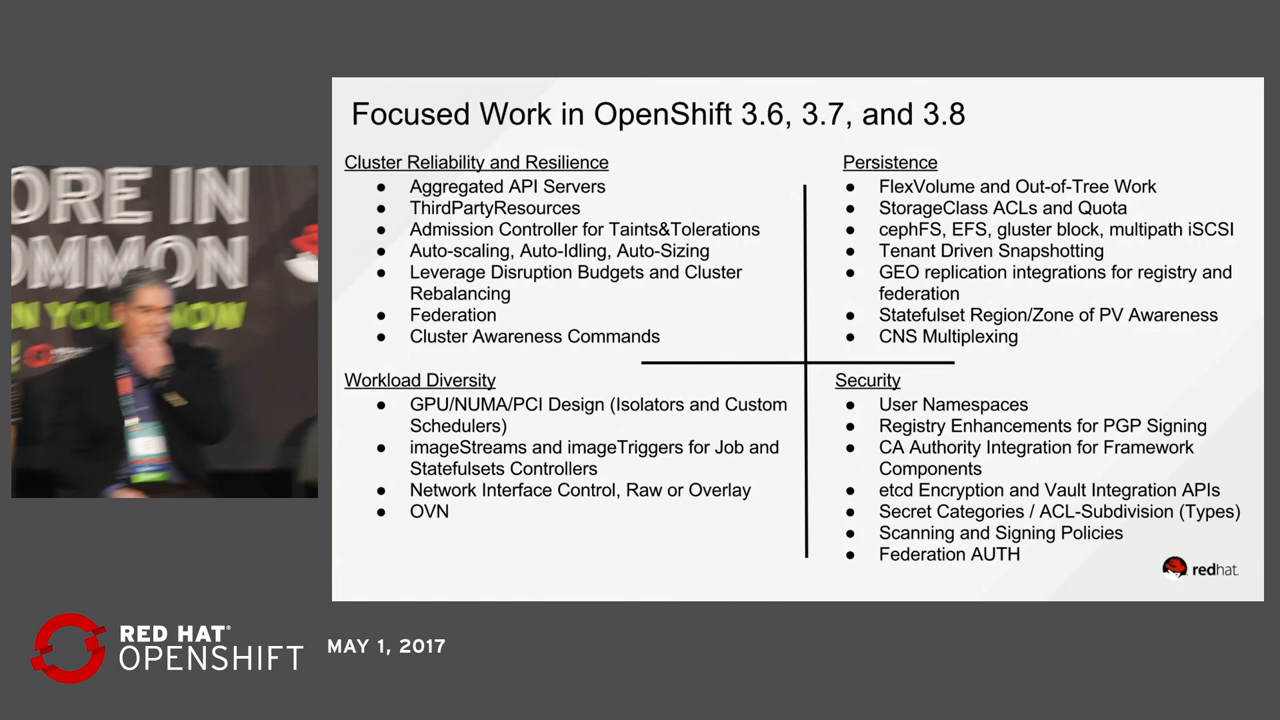 Focused Work in OpenShift 3.6, 3.7, and 3.8
Cluster Reliability and Resilience
● Aggregated API Servers
● ThirdPartyResources
● Admission Controller for Taints&Tolerations
● Auto-scaling, Auto-Idling, Auto-Sizing
● Leverage Disruption Budgets and Cluster
Rebalancing
● Federation
● Cluster Awareness Commands
Persistence
● FlexVolume and Out-of-Tree Work
● StorageClass ACLs and Quota
● cephFS, EFS, gluster block, multipath iSCSI
● Tenant Driven Snapshotting
● GEO replication integrations for registry and
federation
● Statefulset Region/Zone of PV Awareness
● CNS Multiplexing
Workload Diversity
● GPU/NUMA/PCI Design (Isolators and Custom
Schedulers)
● imageStreams and imageTriggers for Job and
Statefulsets Controllers
● Network Interface Control, Raw or Overlay
● OVN
Security
● User Namespaces
● Registry Enhancements for PGP Signing
● CA Authority Integration for Framework
Components
● etcd Encryption and Vault Integration APIs
● Secret Categories / ACL-Subdivision (Types)
● Scanning and Signing Policies
● Federation AUTH
redhat.
ORE IN
OMMON
N YOU NOW
RED HAT®
OPENSHIFT
MAY 1, 2017